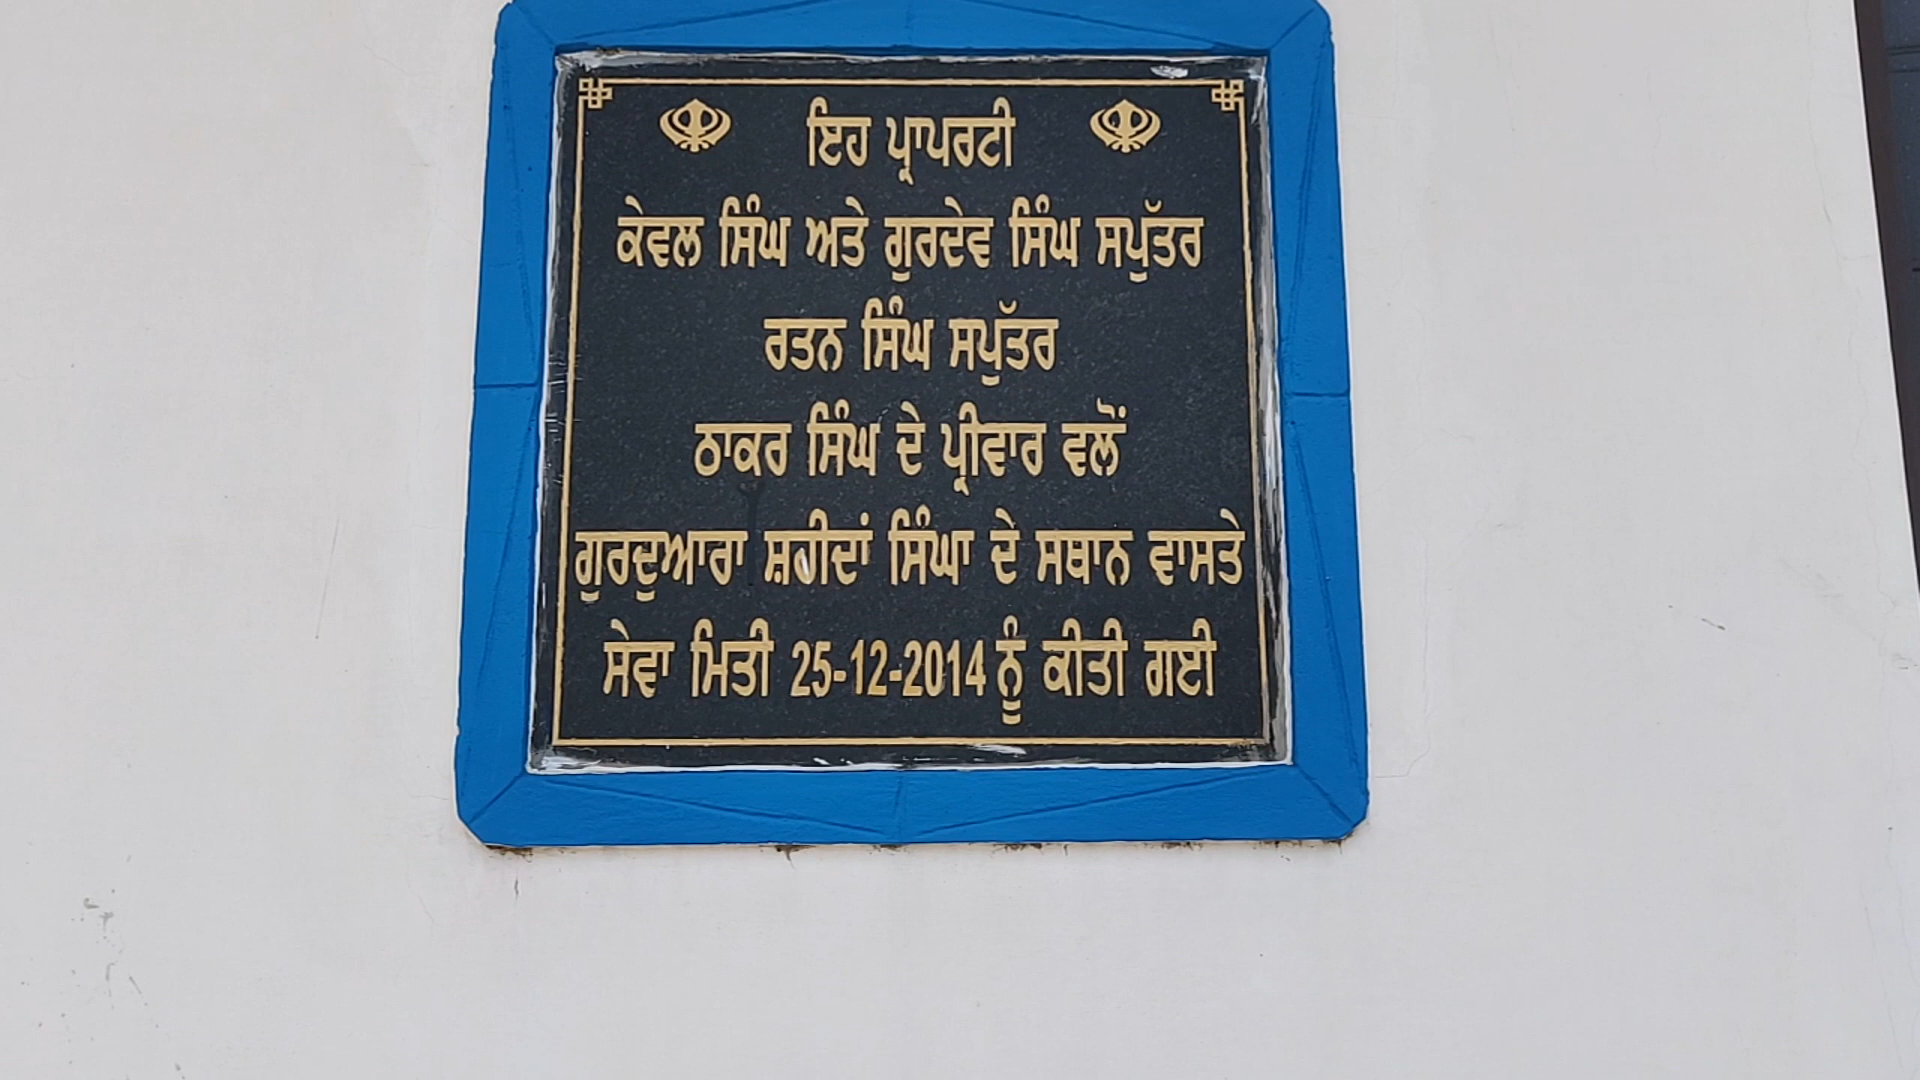 ਇਹ ਪ੍ਰਾਪਰਟੀ
ਕੇਵਲ ਸਿੰਘ ਅਤੇ ਗੁਰਦੇਵ ਸਿੰਘ ਸਪੁੱਤਰ
ਰਤਨ ਸਿੰਘ ਸਪੁੱਤਰ
ਠਾਕਰ ਸਿੰਘ ਦੇ ਪ੍ਰੀਵਾਰ ਵਲੋਂ
ਗੁਰਦੁਆਰਾ ਸ਼ਹੀਦਾਂ ਸਿੰਘਾ ਦੇ ਸਥਾਨ ਵਾਸਤੇ
ਸੇਵਾ ਮਿਤੀ 25-12-2014 ਨੂੰ ਕੀਤੀ ਗਈ